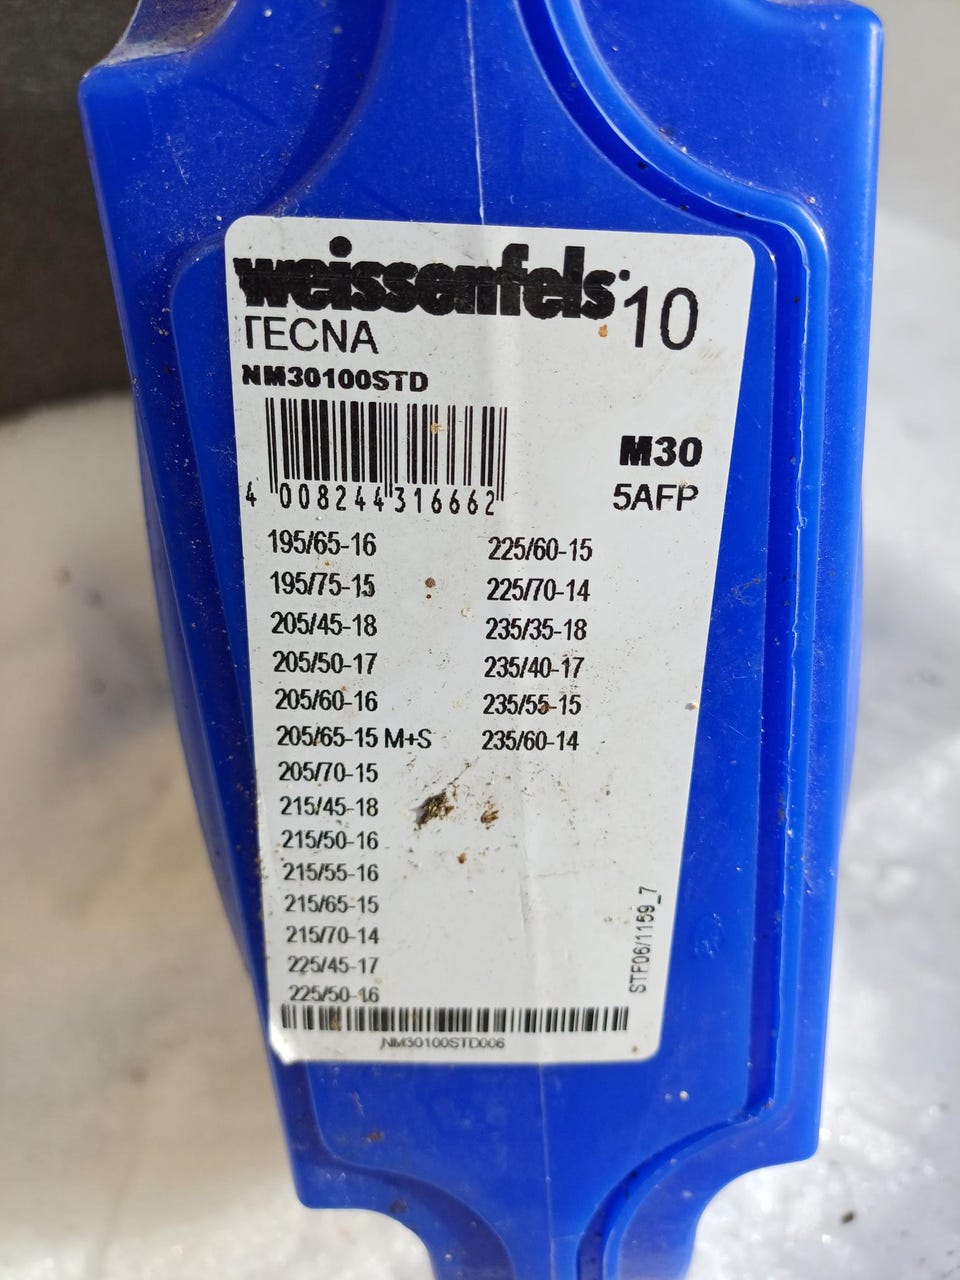 weissenfels
10
TECNA
NM30100STD
4 008244 316662
M30
5AFP
195/65-16
195/75-15
205/45-18
205/50-17
205/60-16
205/65-15 M+S
205/70-15
215/45-18
215/50-16
215/55-16
215/65-15
215/70-14
225/45-17
225/50-16
225/60-15
225/70-14
235/35-18
235/40-17
235/55-15
235/60-14
STF06/1159_7
NM30100STD006